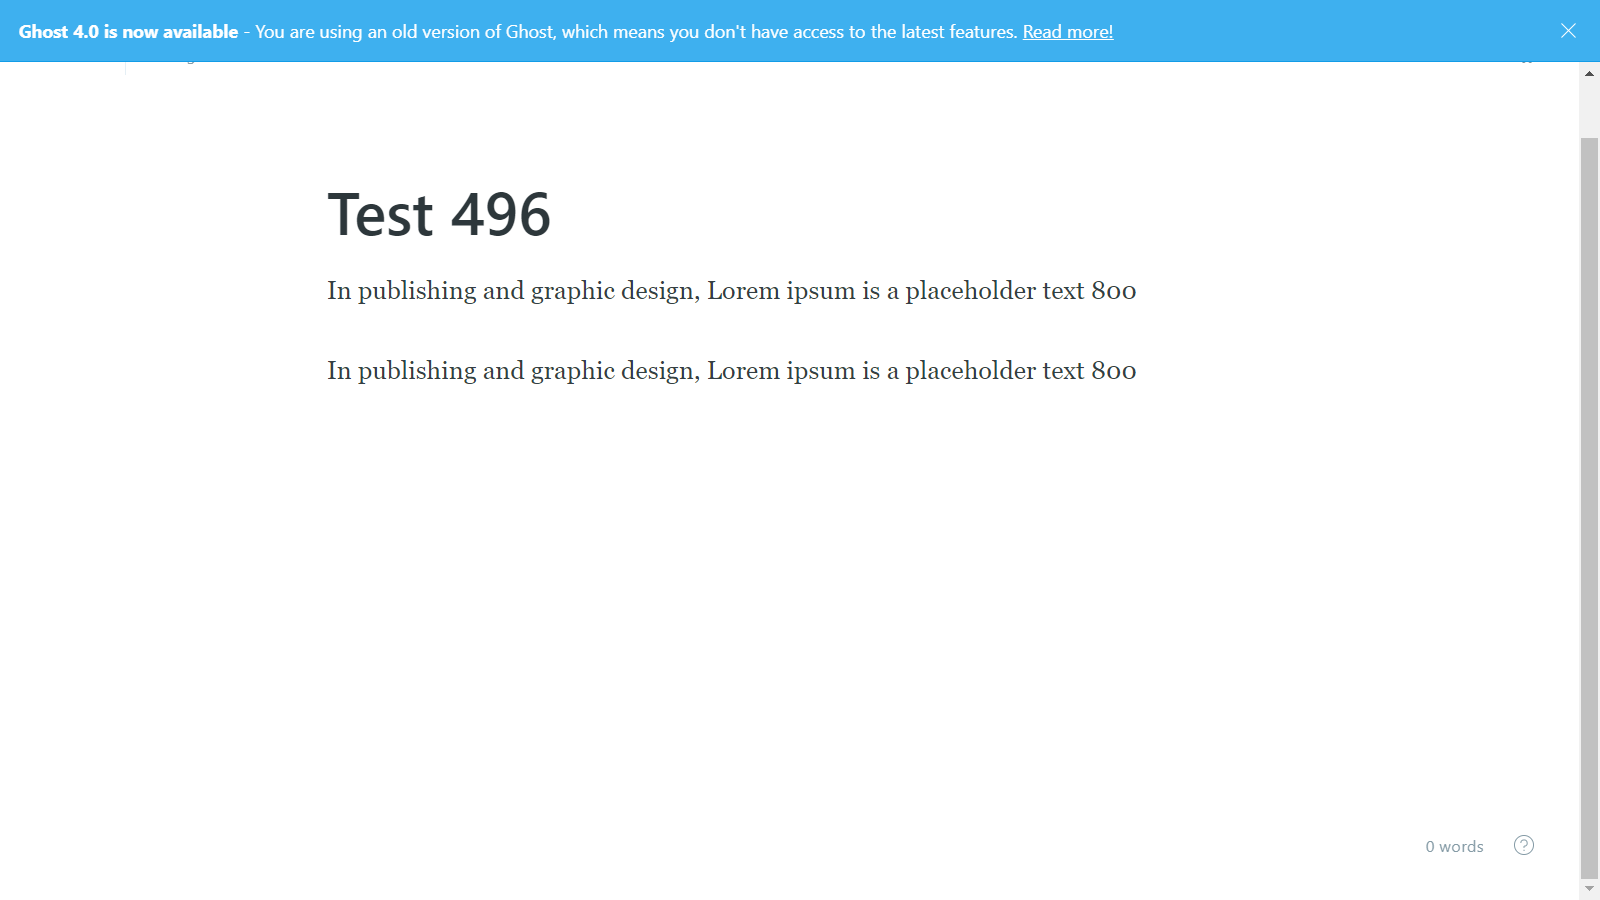 Ghost 4.0 is now available - You are using an old version of Ghost, which means you don't have access to the latest features. Read more!
Test 496
In publishing and graphic design, Lorem ipsum is a placeholder text 800
In publishing and graphic design, Lorem ipsum is a placeholder text 800
0 words
?